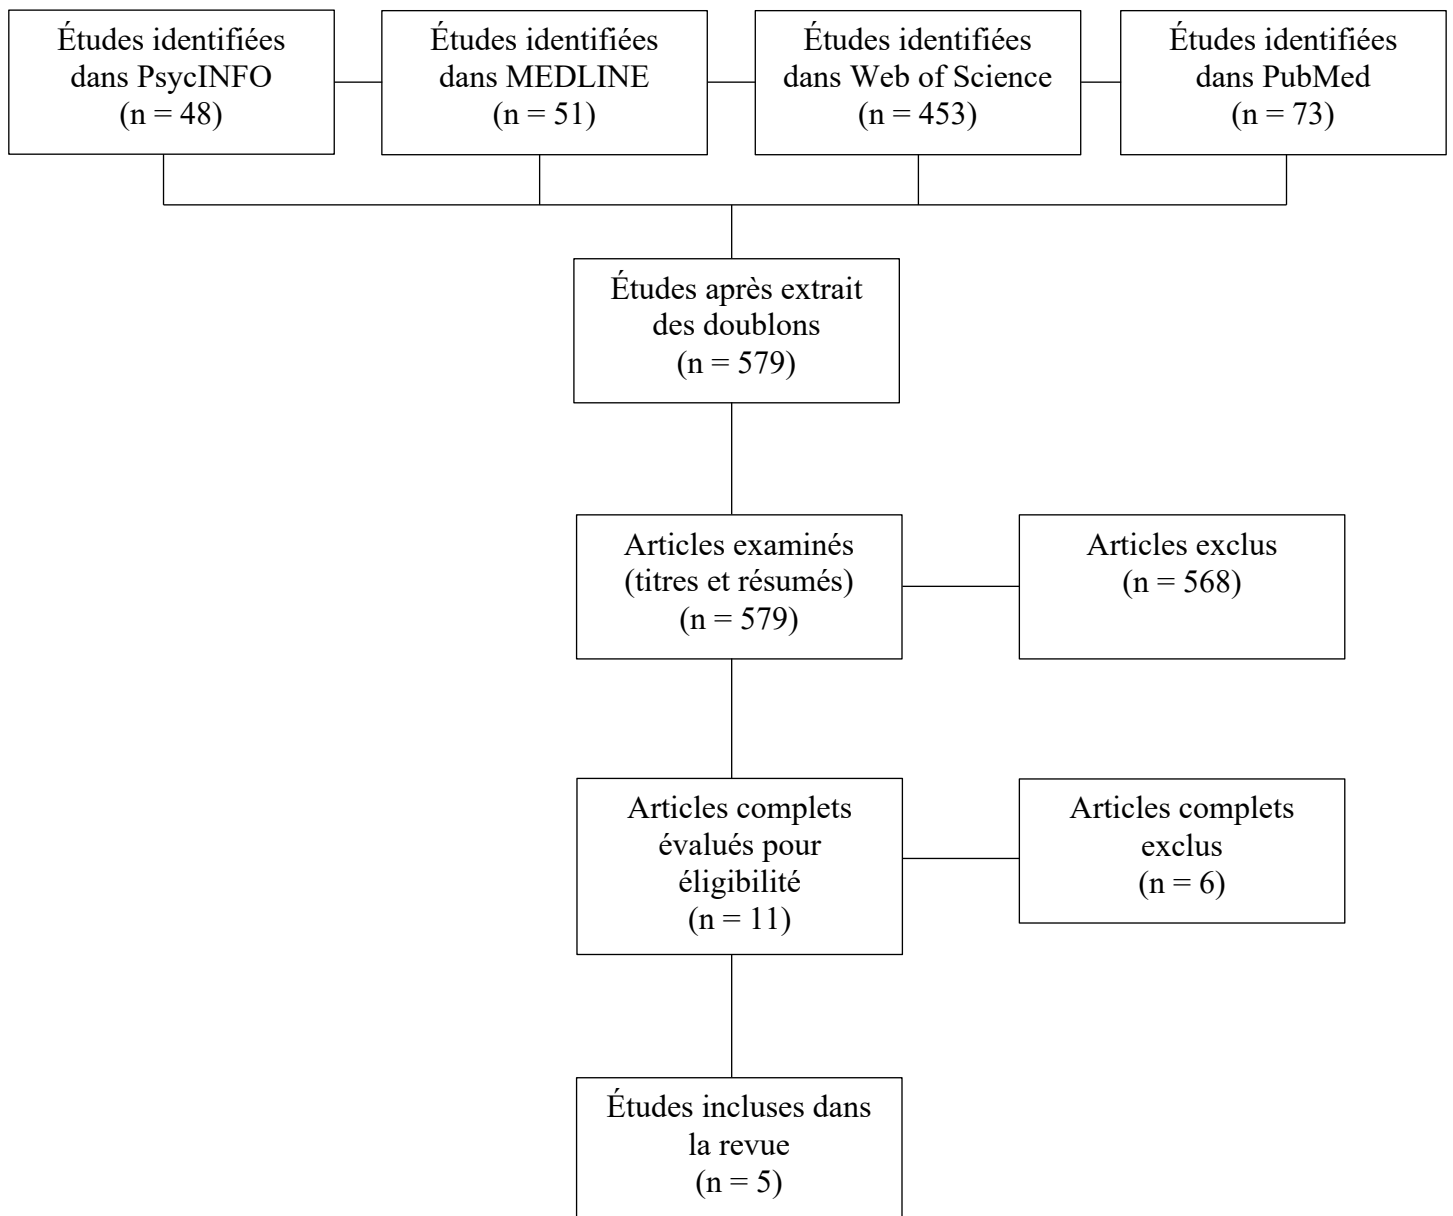 Études identifiées
dans PsycINFO
(n = 48)
Études identifiées
dans MEDLINE
(n = 51)
Études identifiées
dans Web of Science
(n = 453)
Études identifiées
dans PubMed
(n = 73)
Études après extrait
des doublons
(n = 579)
Articles examinés
(titres et résumés)
(n = 579)
Articles exclus
(n = 568)
Articles complets
évalués pour
éligibilité
(n = 11)
Articles complets
exclus
(n = 6)
Études incluses dans
la revue
(n = 5)